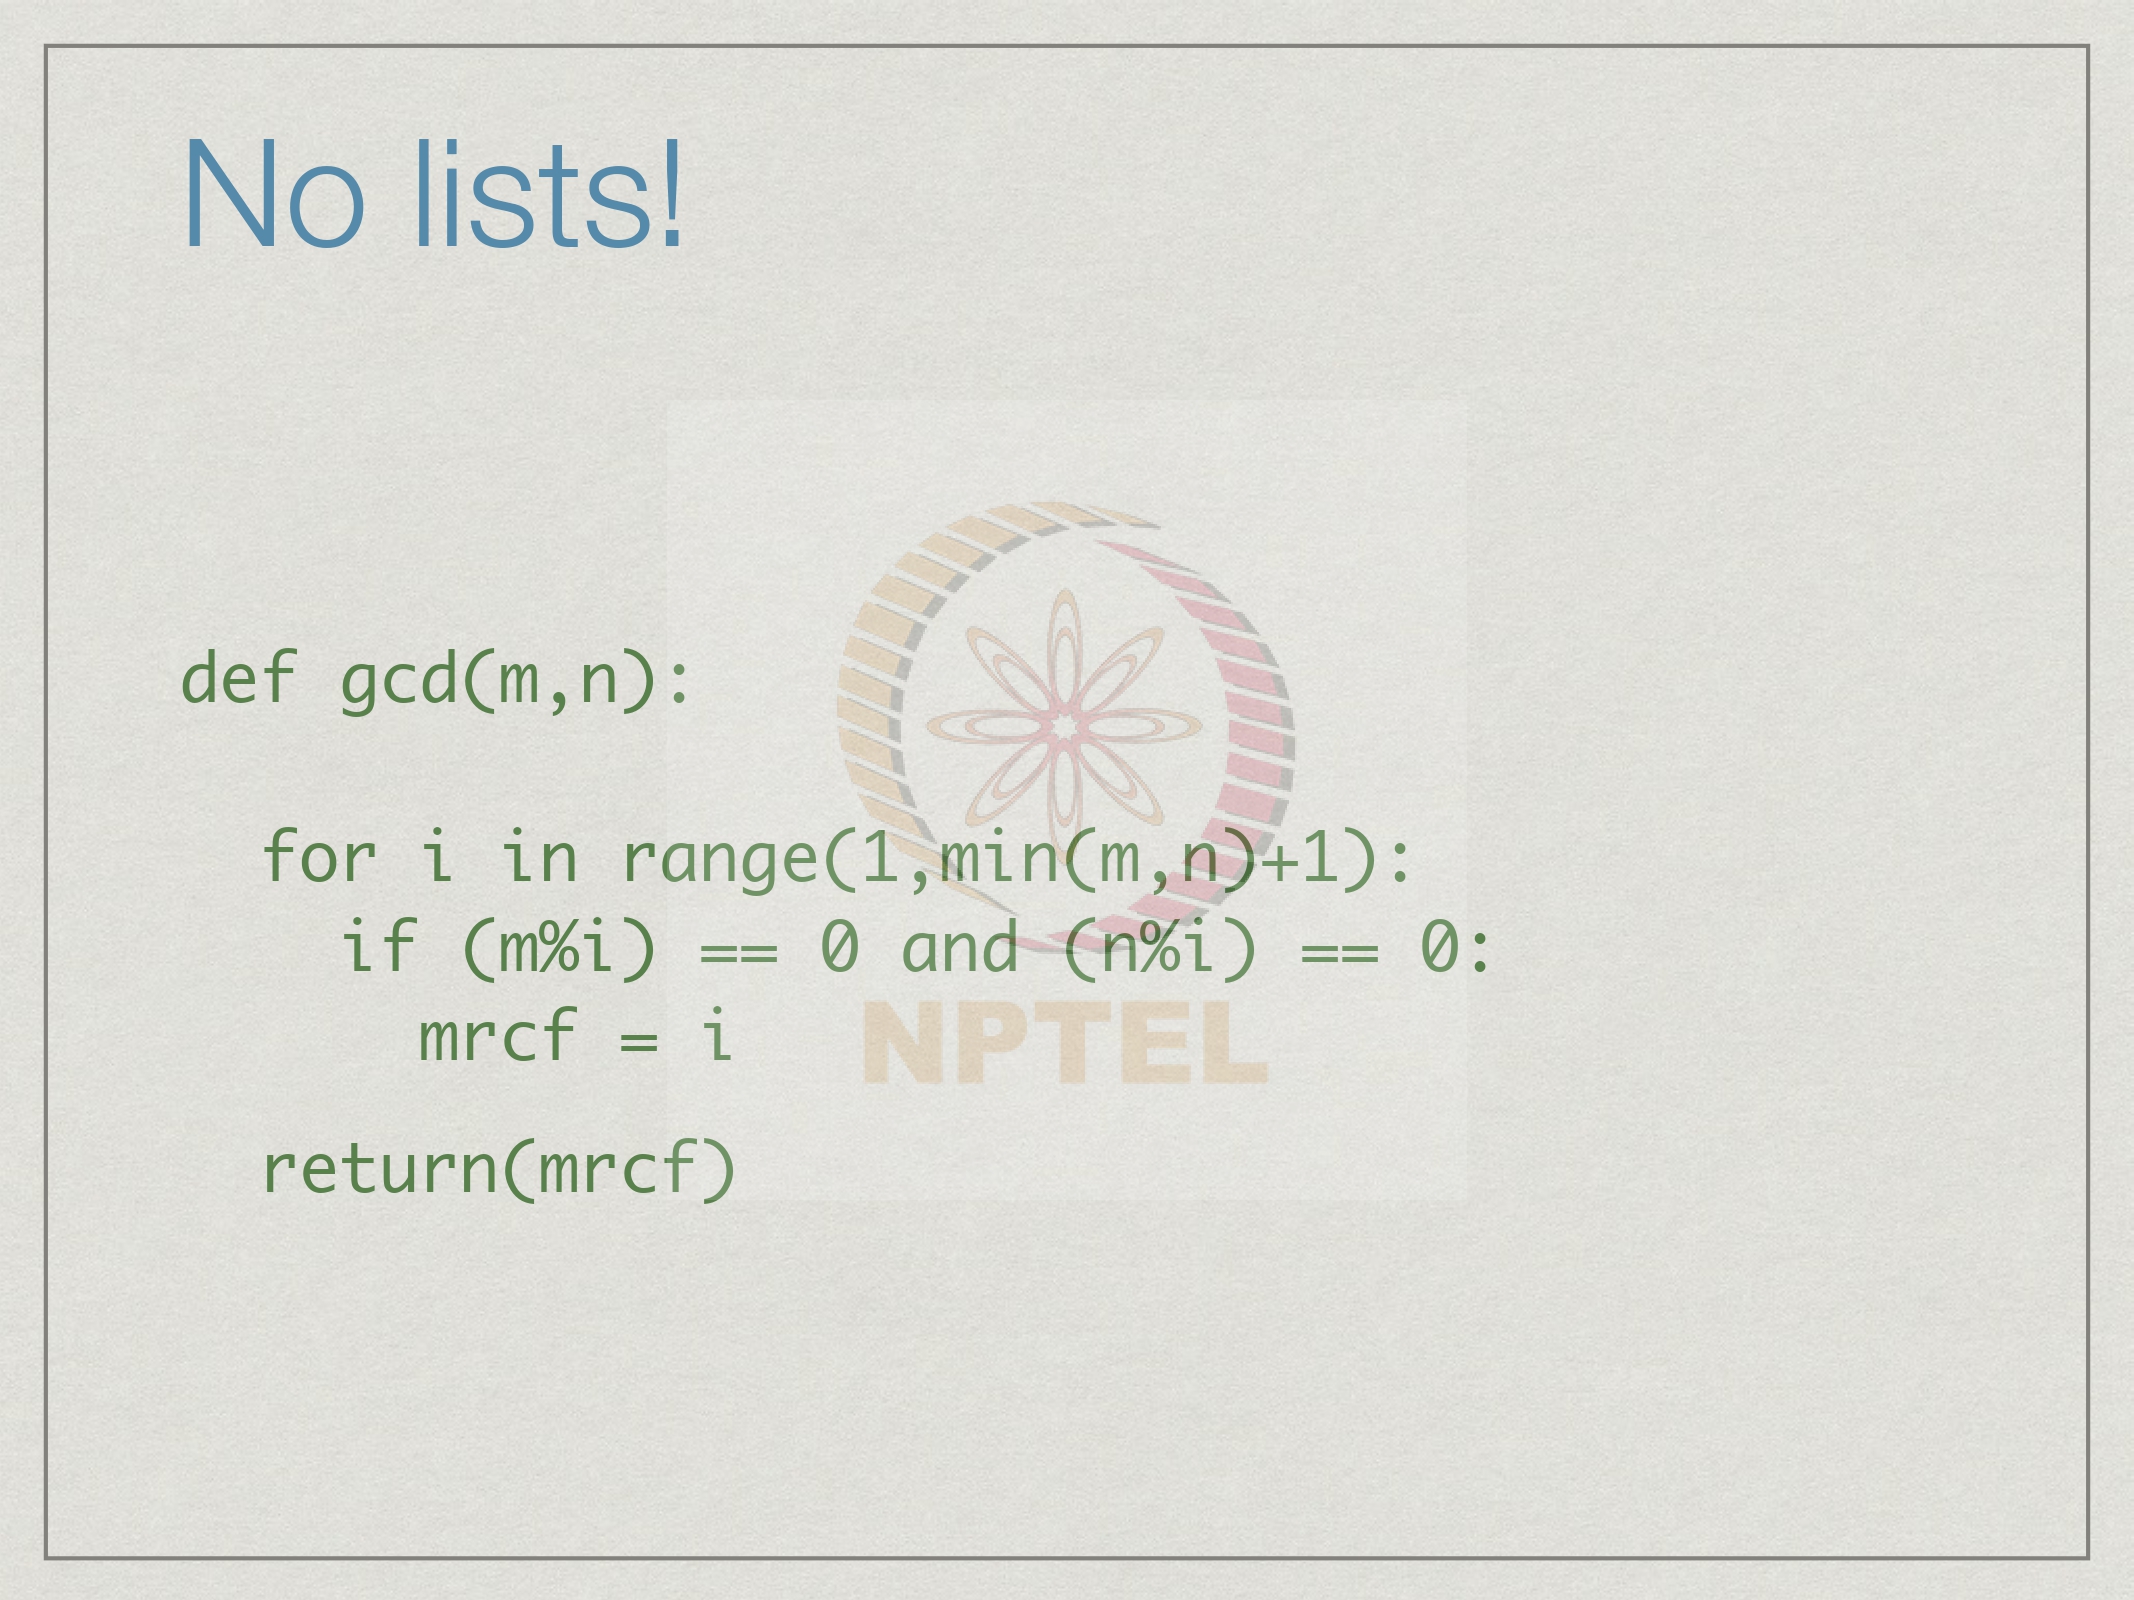 No lists!
def gcd(m,n):
for i in range(1,min(m,n)+1):
if (m%i) == 0 and (n%i) == 0:
mrcf = i
NPTEL
return(mrcf)